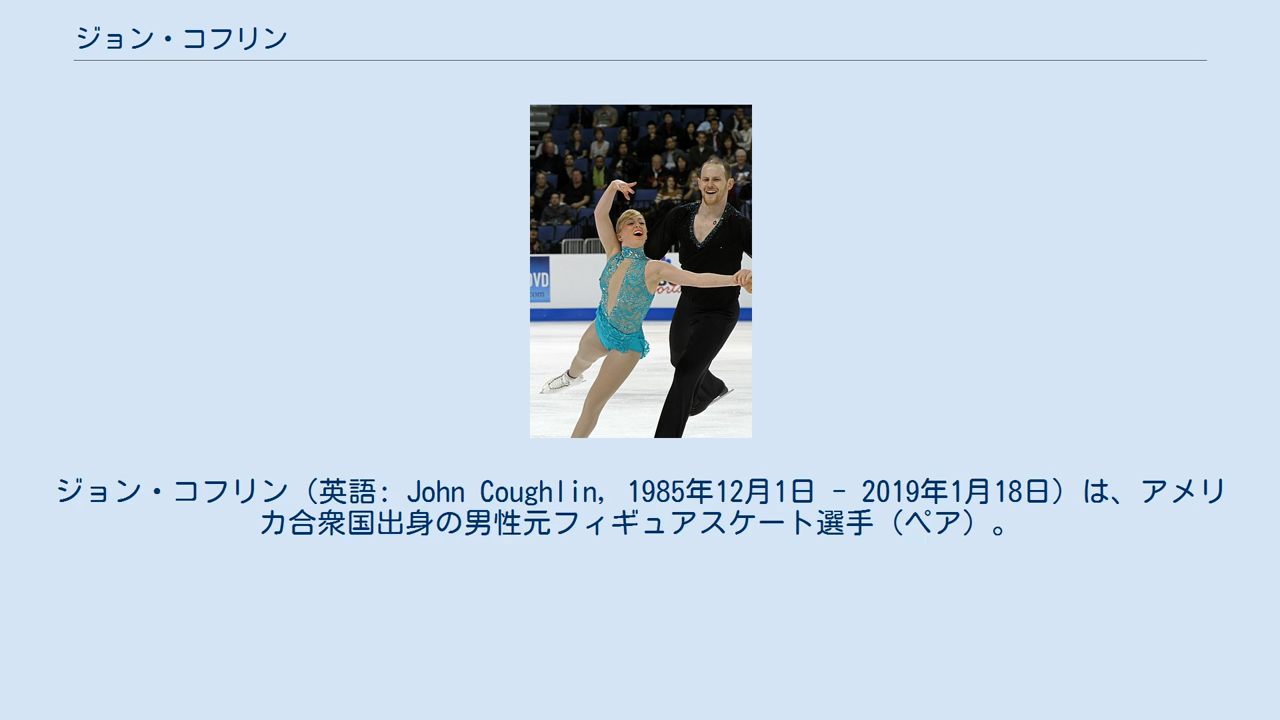 ジョン・コフリン
DVD
.com
ジョン・コフリン（英語: John Coughlin, 1985年12月1日 - 2019年1月18日）は、アメリ
カ合衆国出身の男性元フィギュアスケート選手（ペア）。